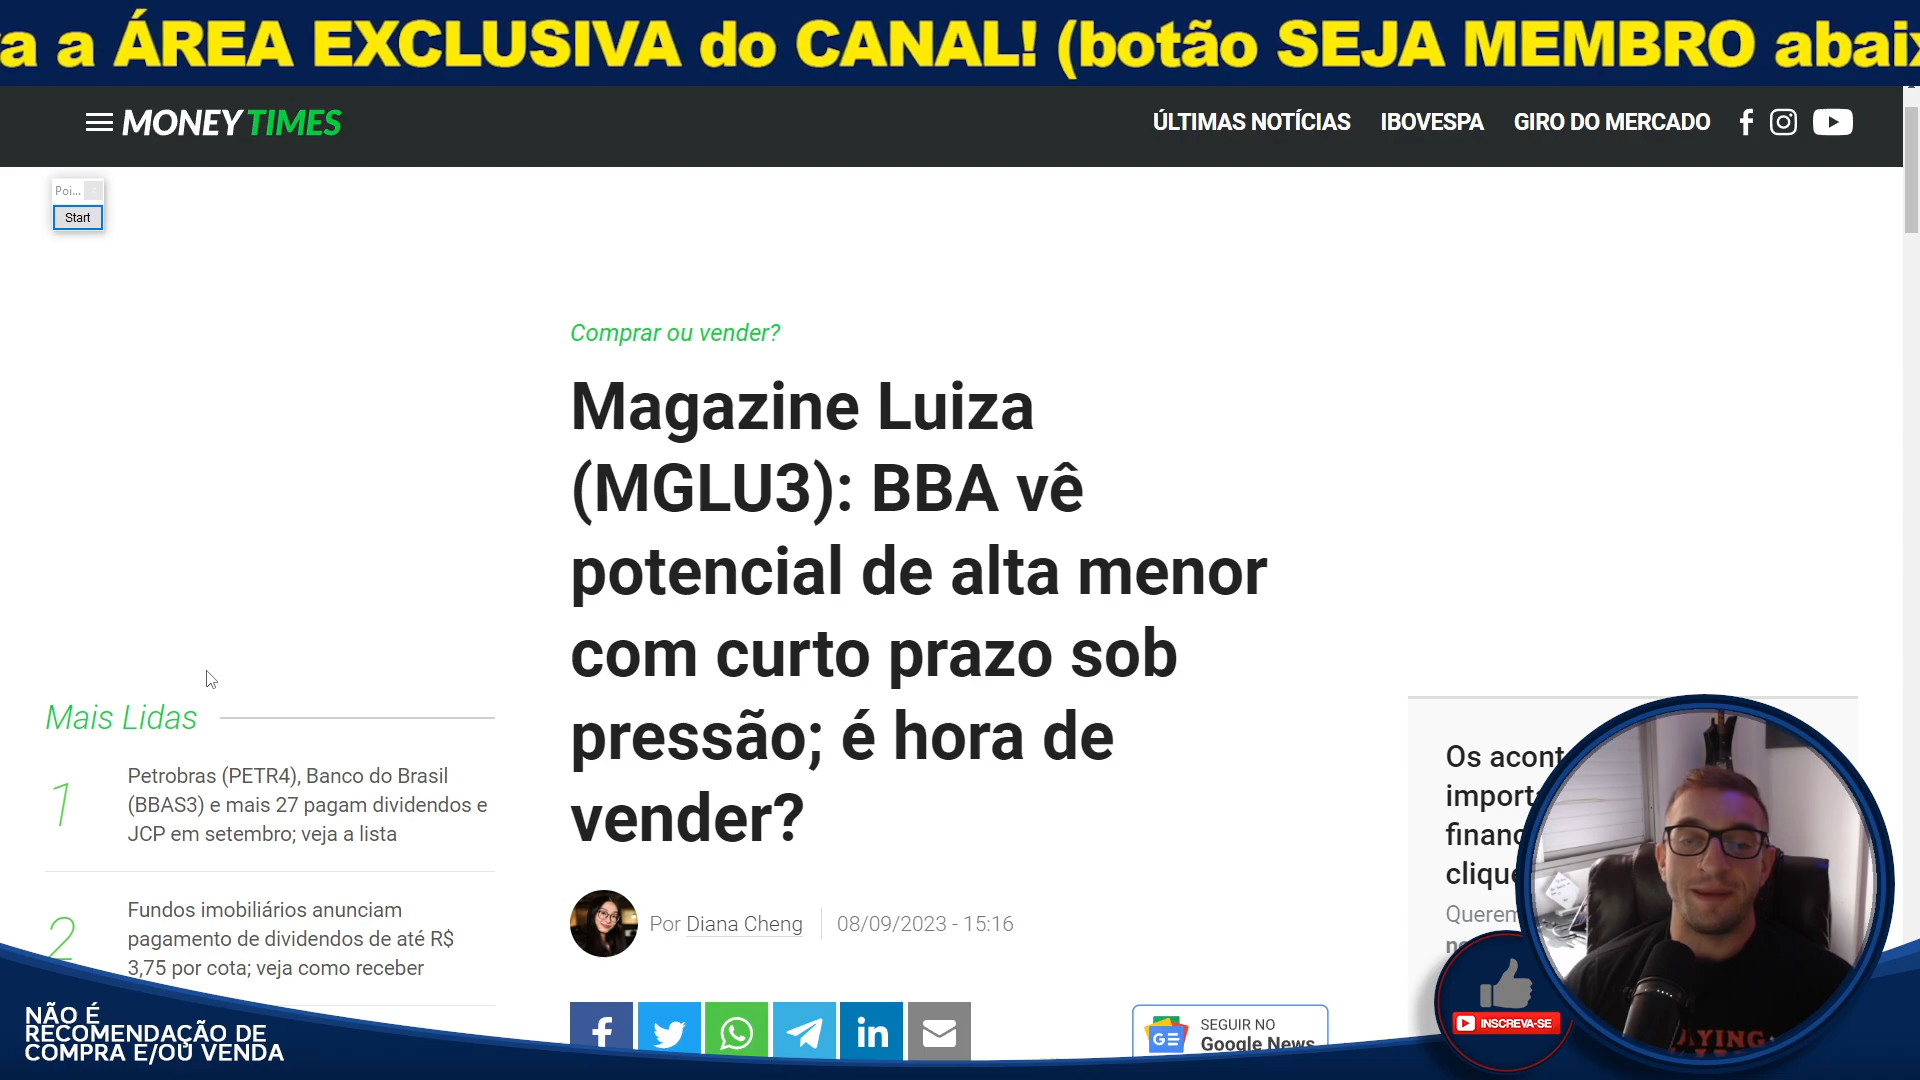 a a ÁREA EXCLUSIVA do CANAL! (botão SEJA MEMBRO abaix
MONEY TIMES
ÚLTIMAS NOTÍCIAS IBOVESPA GIRO DO MERCADO
Poi...
Start
Comprar ou vender?
Magazine Luiza
(MGLU3): BBA vê
potencial de alta menor
com curto prazo sob
pressão; é hora de
vender?
Por Diana Cheng 08/09/2023 - 15:16
SEGUIR NO
Google News
Mais Lidas
1
Petrobras (PETR4), Banco do Brasil
(BBAS3) e mais 27 pagam dividendos e
JCP em setembro; veja a lista
2
Fundos imobiliários anunciam
pagamento de dividendos de até R$
3,75 por cota; veja como receber
Os acont
import
financ
clique
Querem
INSCREVA-SE
NÃO É
RECOMENDAÇÃO DE
COMPRA E/OU VENDA